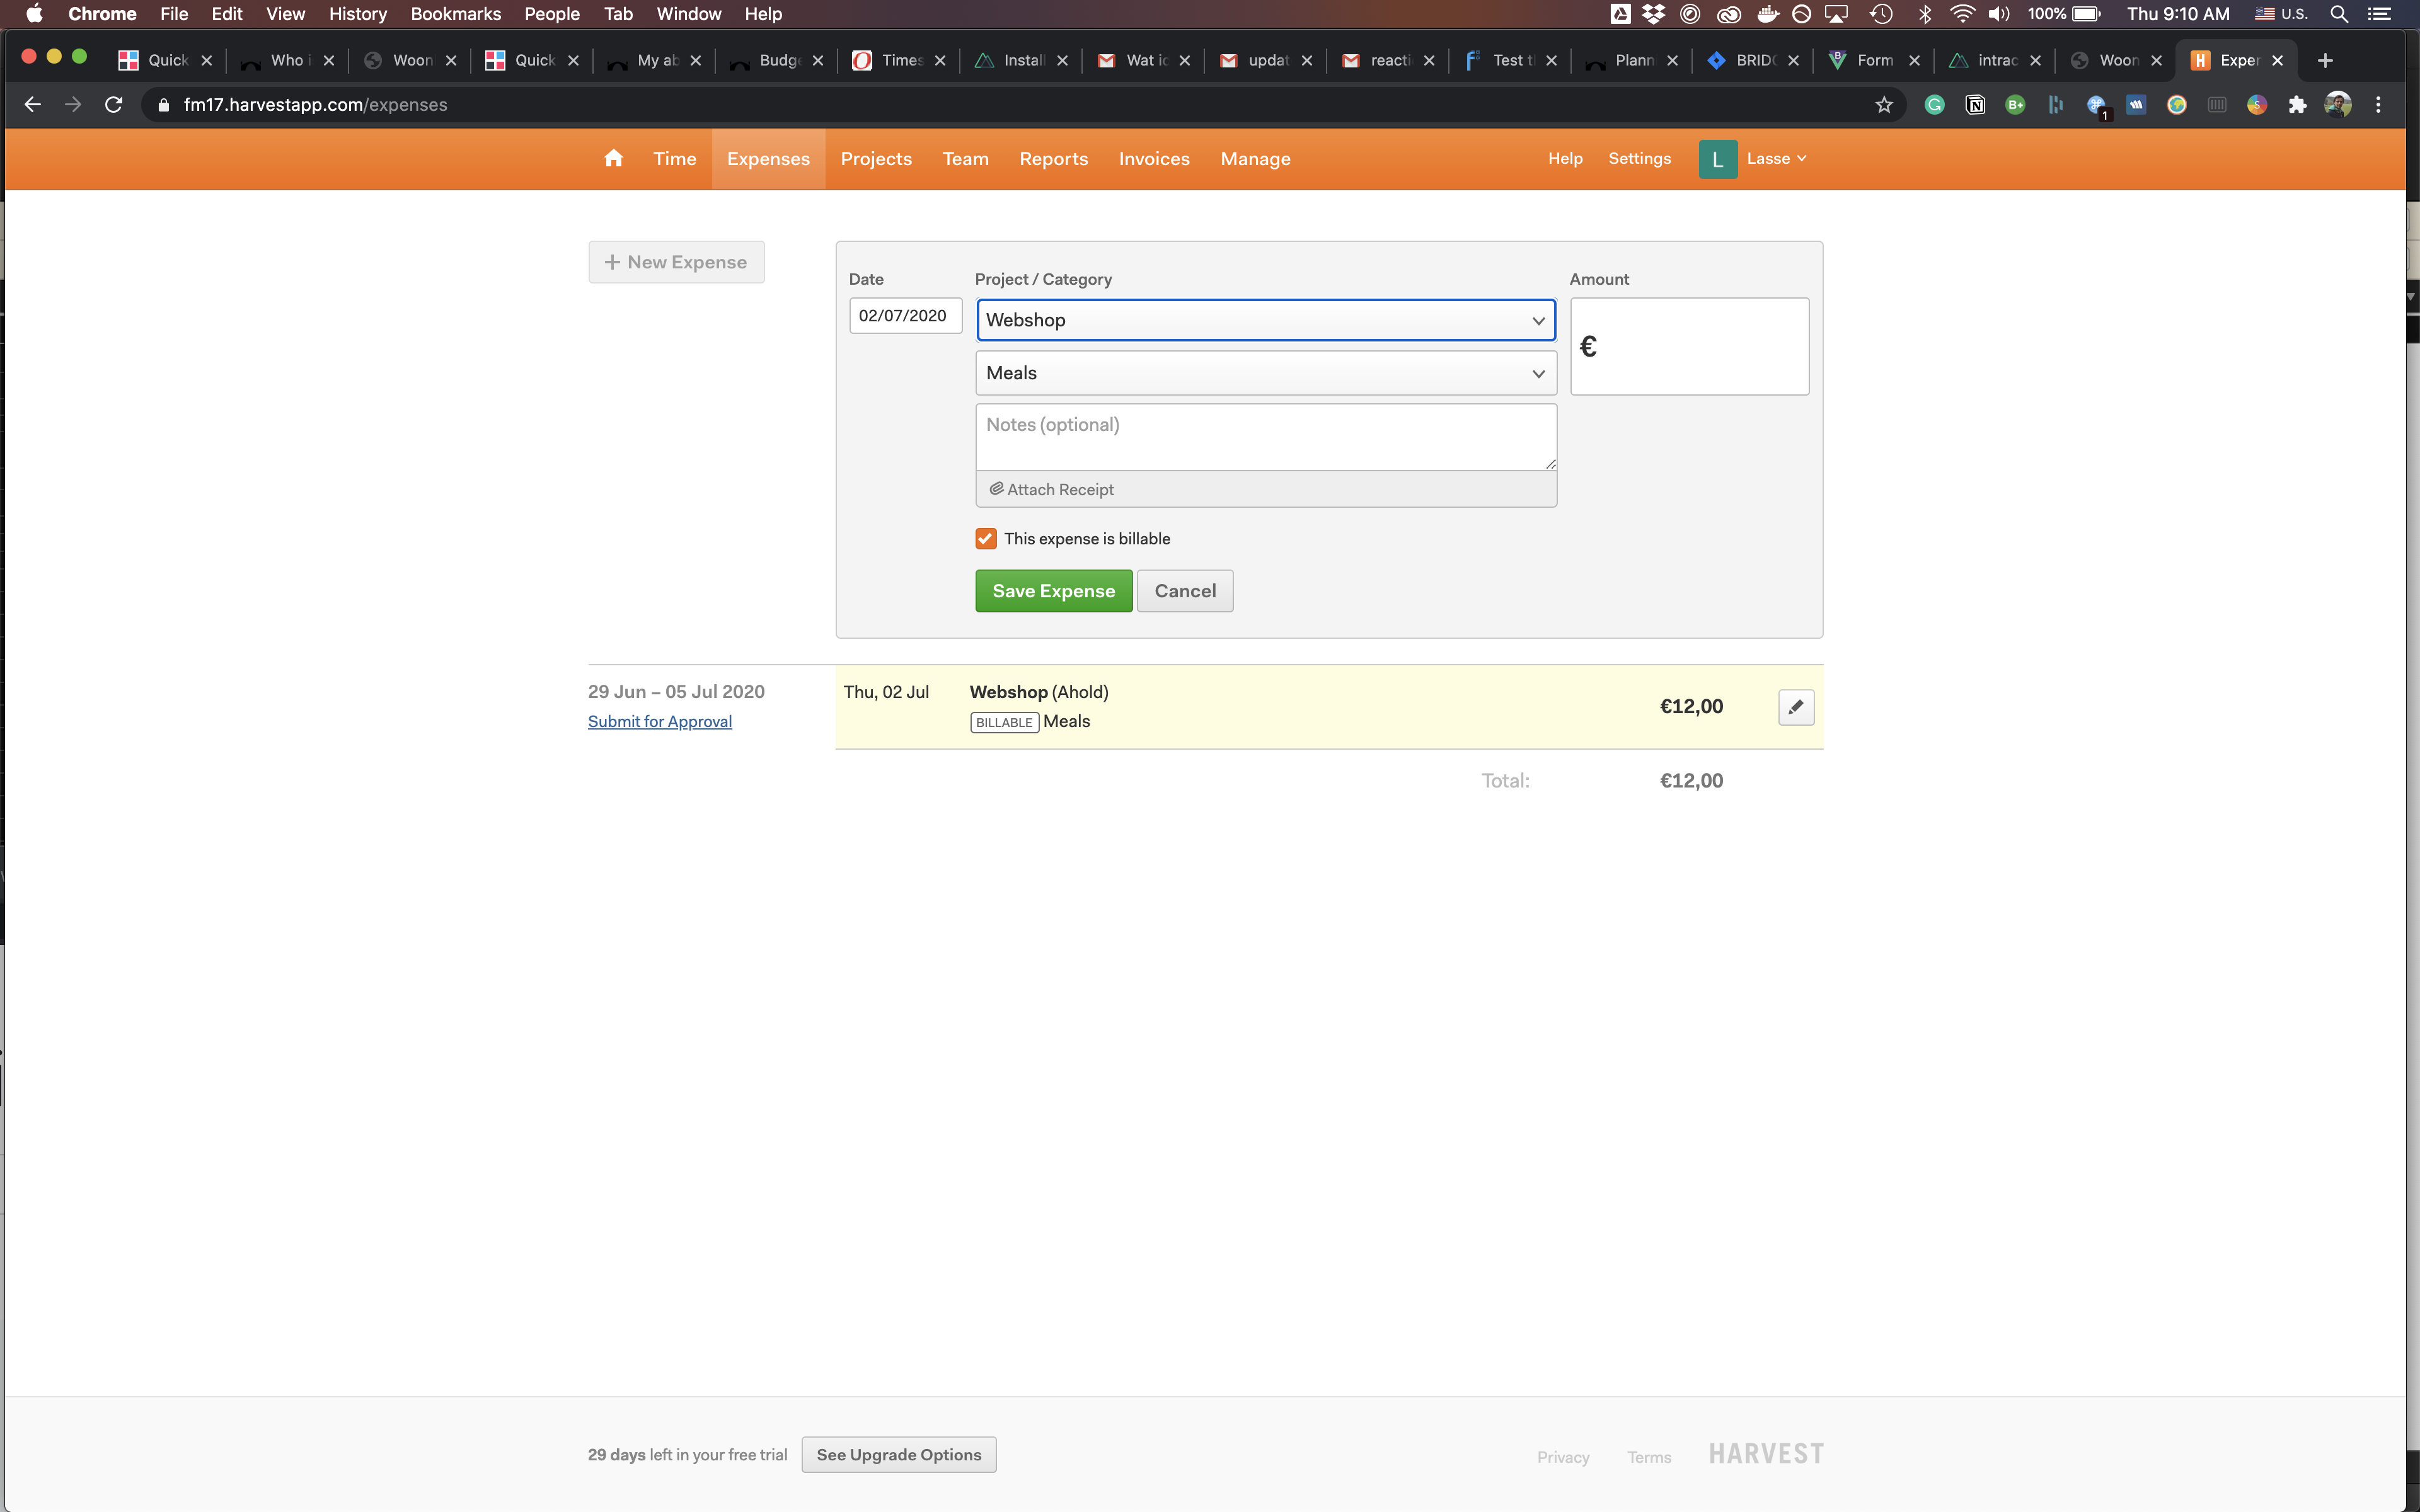 Chrome File Edit View History Bookmarks People Tab Window Help 100% Thu 9:10 AM U.S.
Quick Who i Woon Quick My ab Budge Times Install Wat ic updat reacti Test t Plann BRIDG Form intrac Woon Exper
fm17.harvestapp.com/expenses
1
Time Expenses Projects Team Reports Invoices Manage Help Settings L Lasse
+ New Expense
Date Project / Category Amount
02/07/2020 Webshop €
Meals
Notes (optional)
Attach Receipt
This expense is billable
Save Expense Cancel
29 Jun – 05 Jul 2020 Thu, 02 Jul Webshop (Ahold) €12,00
Submit for Approval BILLABLE Meals
Total: €12,00
29 days left in your free trial See Upgrade Options Privacy Terms HARVEST